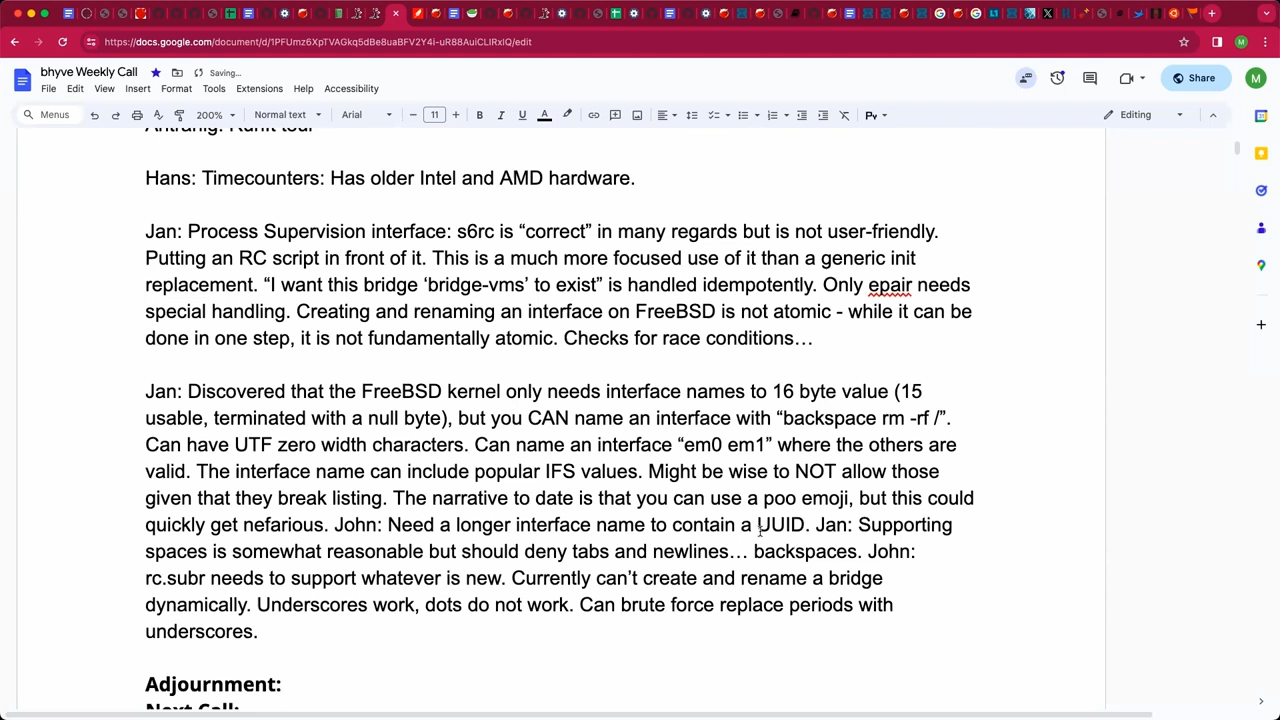 https://docs.google.com/document/d/1PFUmz6XpTVAGkq5dBe8uaBFV2Y4i-uR88AuiCLIRxIQ/edit
bhyve Weekly Call
Saving...
File Edit View Insert Format Tools Extensions Help Accessibility
Share
M
Menus
200%
Normal text
Arial
11
Editing
Antranig: Runit tour
Hans: Timecounters: Has older Intel and AMD hardware.
Jan: Process Supervision interface: s6rc is “correct” in many regards but is not user-friendly.
Putting an RC script in front of it. This is a much more focused use of it than a generic init
replacement. “I want this bridge ‘bridge-vms’ to exist” is handled idempotently. Only epair needs
special handling. Creating and renaming an interface on FreeBSD is not atomic - while it can be
done in one step, it is not fundamentally atomic. Checks for race conditions…
Jan: Discovered that the FreeBSD kernel only needs interface names to 16 byte value (15
usable, terminated with a null byte), but you CAN name an interface with “backspace rm -rf /”.
Can have UTF zero width characters. Can name an interface “em0 em1” where the others are
valid. The interface name can include popular IFS values. Might be wise to NOT allow those
given that they break listing. The narrative to date is that you can use a poo emoji, but this could
quickly get nefarious. John: Need a longer interface name to contain a UUID. Jan: Supporting
spaces is somewhat reasonable but should deny tabs and newlines… backspaces. John:
rc.subr needs to support whatever is new. Currently can’t create and rename a bridge
dynamically. Underscores work, dots do not work. Can brute force replace periods with
underscores.
Adjournment:
Next Call: